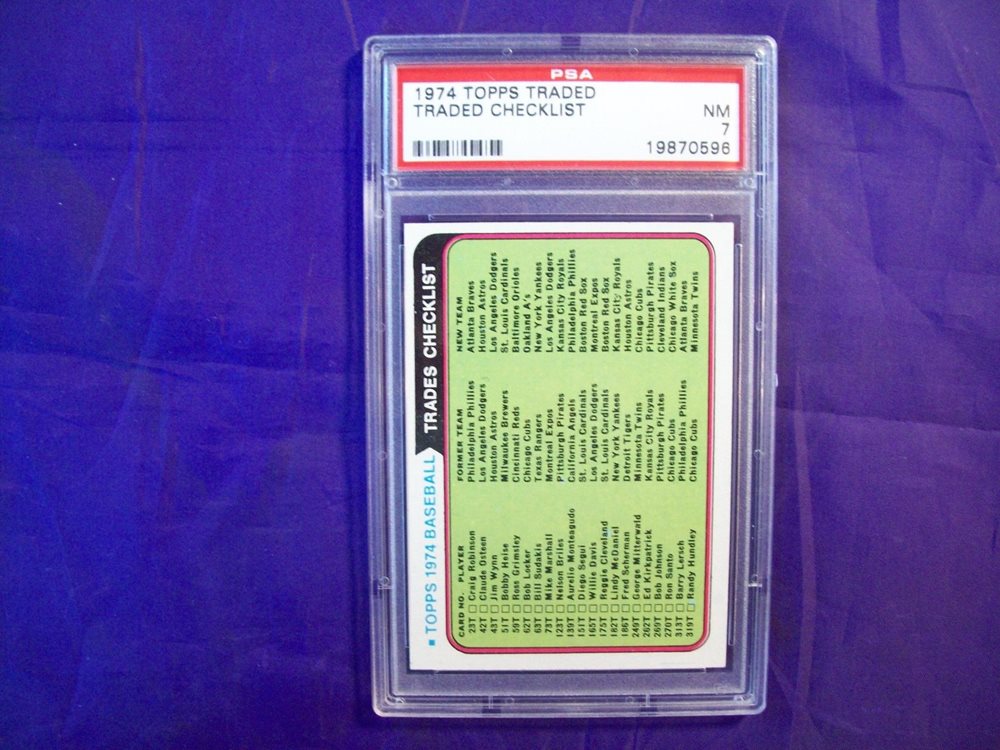 PSA
1974 TOPPS TRADED
TRADED CHECKLIST NM
7
19870596
TOPPS 1974 BASEBALL TRADES CHECKLIST
CARD NO. PLAYER FORMER TEAM NEW TEAM
23T Craig Robinson Philadelphia Phillies Atlanta Braves
42T Claude Osteen Los Angeles Dodgers Houston Astros
43T Jim Wynn Houston Astros Los Angeles Dodgers
51T Bobby Heise Milwaukee Brewers St. Louis Cardinals
59T Ross Grimsley Cincinnati Reds Baltimore Orioles
62T Bob Locker Chicago Cubs Oakland A's
63T Bill Sudakis Texas Rangers New York Yankees
73T Mike Marshall Montreal Expos Los Angeles Dodgers
123T Nelson Briles Pittsburgh Pirates Kansas City Royals
139T Aurelio Monteagudo California Angels Philadelphia Phillies
151T Diego Segui St. Louis Cardinals Boston Red Sox
165T Willie Davis Los Angeles Dodgers Montreal Expos
175T Reggie Cleveland St. Louis Cardinals Boston Red Sox
182T Lindy McDaniel New York Yankees Kansas City Royals
186T Fred Scherman Detroit Tigers Houston Astros
249T George Mitterwald Minnesota Twins Chicago Cubs
262T Ed Kirkpatrick Kansas City Royals Pittsburgh Pirates
269T Bob Johnson Pittsburgh Pirates Cleveland Indians
270T Ron Santo Chicago Cubs Chicago White Sox
313T Barry Lersch Philadelphia Phillies Atlanta Braves
319T Randy Hundley Chicago Cubs Minnesota Twins